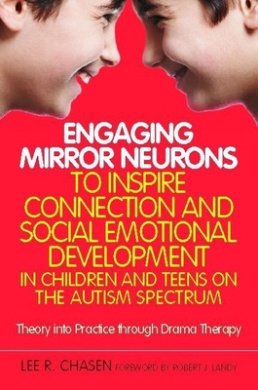 ENGAGING
MIRROR NEURONS
TO INSPIRE
CONNECTION AND
SOCIAL EMOTIONAL
DEVELOPMENT
IN CHILDREN AND TEENS ON
THE AUTISM SPECTRUM
Theory into Practice through Drama Therapy
LEE R. CHASEN FOREWORD BY ROBERT J. LANDY